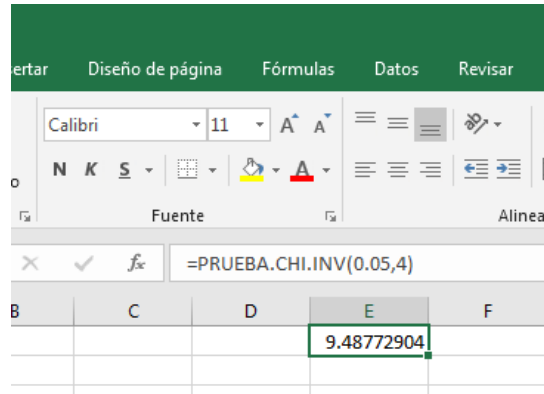 ertar Diseño de página Fórmulas Datos Revisar
Calibri 11 A A
N K S A
o
Fuente Alinea
fx =PRUEBA.CHI.INV(0.05,4)
B C D E F
9.48772904